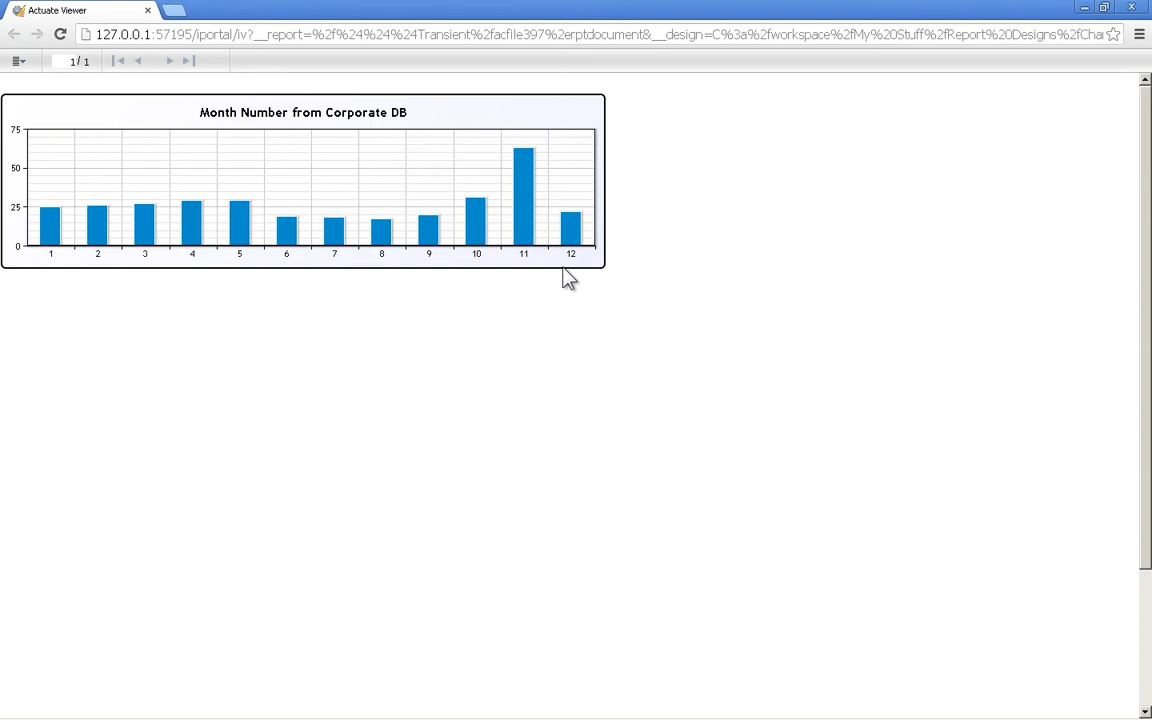 Actuate Viewer
127.0.0.1:57195/iportal/iv?__report=%2f%24%24%24Transient%2facfile397%2erptdocument&__design=C%3a%2fworkspace%2fMy%20Stuff%2fReport%20Designs%2fCha
1/ 1
Month Number from Corporate DB
75
50
25
0
1 2 3 4 5 6 7 8 9 10 11 12